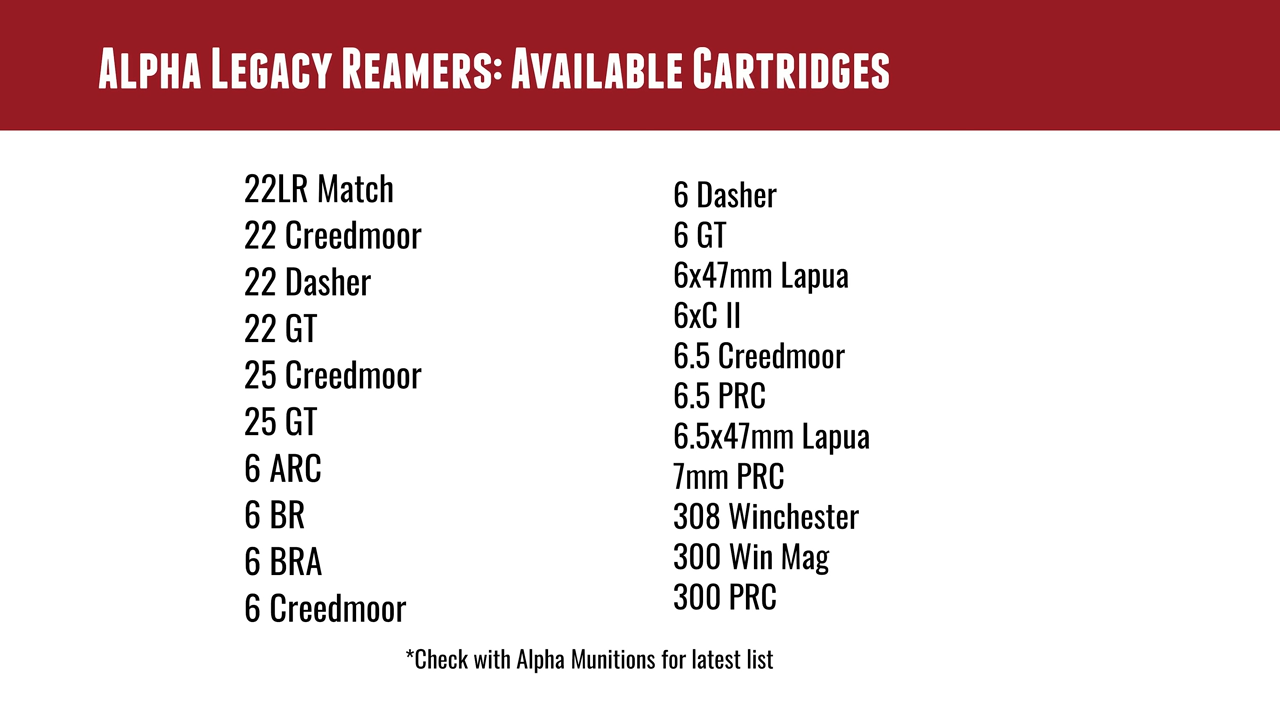 Alpha Legacy Reamers: Available Cartridges
22LR Match
22 Creedmoor
22 Dasher
22 GT
25 Creedmoor
25 GT
6 ARC
6 BR
6 BRA
6 Creedmoor
6 Dasher
6 GT
6x47mm Lapua
6xC II
6.5 Creedmoor
6.5 PRC
6.5x47mm Lapua
7mm PRC
308 Winchester
300 Win Mag
300 PRC
*Check with Alpha Munitions for latest list